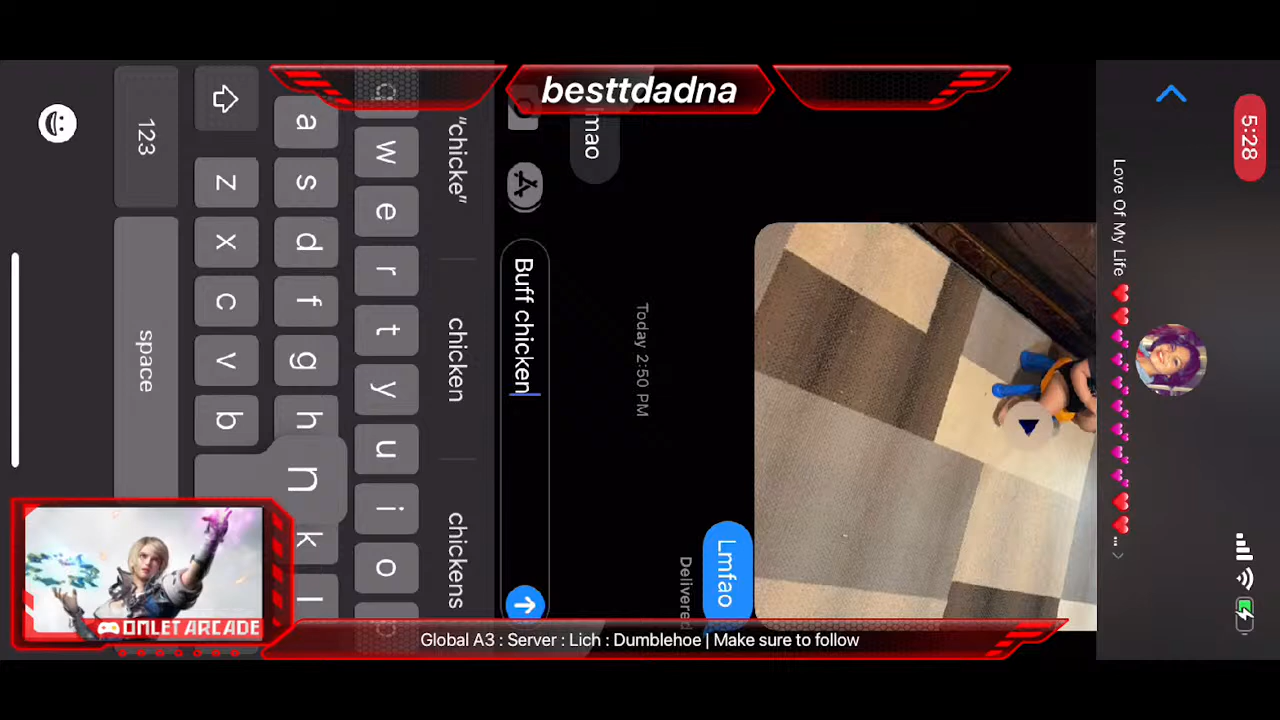 besttdadna
5:28
Love Of My Life ❤️❤️💕💕💕💕💕💕💕❤️❤️...
Lmfao
Delivered
Today 2:50 PM
mao
Buff chicken
"chicke"
chicken
chickens
q w e r t y u i o p
a s d f g h n k l
z x c v b
123
space
OMLET ARCADE
Global A3 : Server : Lich : Dumblehoe | Make sure to follow